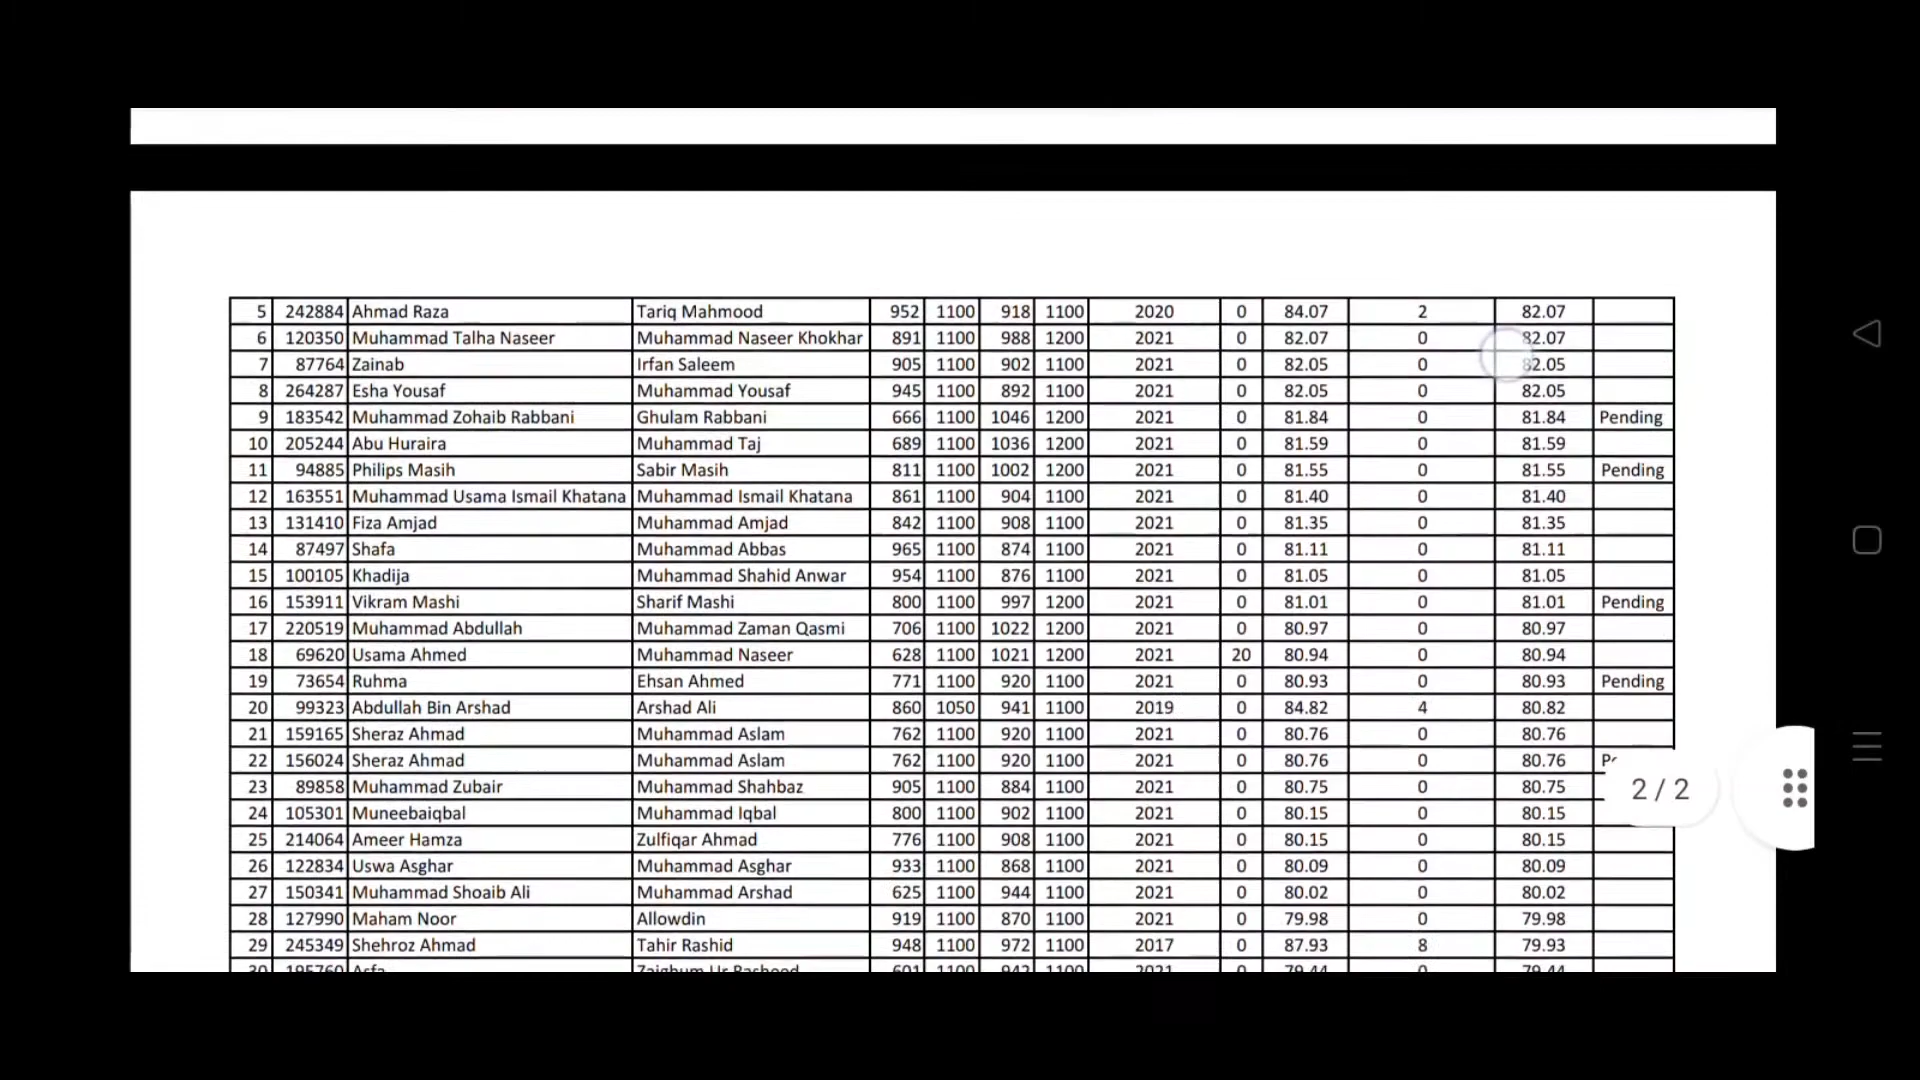 5 242884 Ahmad Raza Tariq Mahmood 952 1100 918 1100 2020 0 84.07 2 82.07
6 120350 Muhammad Talha Naseer Muhammad Naseer Khokhar 891 1100 988 1200 2021 0 82.07 0 82.07
7 87764 Zainab Irfan Saleem 905 1100 902 1100 2021 0 82.05 0 82.05
8 264287 Esha Yousaf Muhammad Yousaf 945 1100 892 1100 2021 0 82.05 0 82.05
9 183542 Muhammad Zohaib Rabbani Ghulam Rabbani 666 1100 1046 1200 2021 0 81.84 0 81.84 Pending
10 205244 Abu Huraira Muhammad Taj 689 1100 1036 1200 2021 0 81.59 0 81.59
11 94885 Philips Masih Sabir Masih 811 1100 1002 1200 2021 0 81.55 0 81.55 Pending
12 163551 Muhammad Usama Ismail Khatana Muhammad Ismail Khatana 861 1100 904 1100 2021 0 81.40 0 81.40
13 131410 Fiza Amjad Muhammad Amjad 842 1100 908 1100 2021 0 81.35 0 81.35
14 87497 Shafa Muhammad Abbas 965 1100 874 1100 2021 0 81.11 0 81.11
15 100105 Khadija Muhammad Shahid Anwar 954 1100 876 1100 2021 0 81.05 0 81.05
16 153911 Vikram Mashi Sharif Mashi 800 1100 997 1200 2021 0 81.01 0 81.01 Pending
17 220519 Muhammad Abdullah Muhammad Zaman Qasmi 706 1100 1022 1200 2021 0 80.97 0 80.97
18 69620 Usama Ahmed Muhammad Naseer 628 1100 1021 1200 2021 20 80.94 0 80.94
19 73654 Ruhma Ehsan Ahmed 771 1100 920 1100 2021 0 80.93 0 80.93 Pending
20 99323 Abdullah Bin Arshad Arshad Ali 860 1050 941 1100 2019 0 84.82 4 80.82
21 159165 Sheraz Ahmad Muhammad Aslam 762 1100 920 1100 2021 0 80.76 0 80.76
22 156024 Sheraz Ahmad Muhammad Aslam 762 1100 920 1100 2021 0 80.76 0 80.76
23 89858 Muhammad Zubair Muhammad Shahbaz 905 1100 884 1100 2021 0 80.75 0 80.75
2 / 2
24 105301 Muneebaiqbal Muhammad Iqbal 800 1100 902 1100 2021 0 80.15 0 80.15
25 214064 Ameer Hamza Zulfiqar Ahmad 776 1100 908 1100 2021 0 80.15 0 80.15
26 122834 Uswa Asghar Muhammad Asghar 933 1100 868 1100 2021 0 80.09 0 80.09
27 150341 Muhammad Shoaib Ali Muhammad Arshad 625 1100 944 1100 2021 0 80.02 0 80.02
28 127990 Maham Noor Allowdin 919 1100 870 1100 2021 0 79.98 0 79.98
29 245349 Shehroz Ahmad Tahir Rashid 948 1100 972 1100 2017 0 87.93 8 79.93